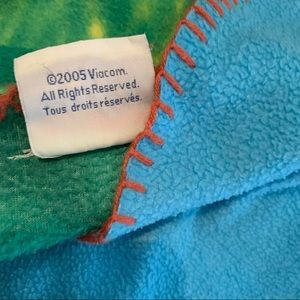 ©2005 Viacom.
All Rights Reserved.
Tous droits réservés.